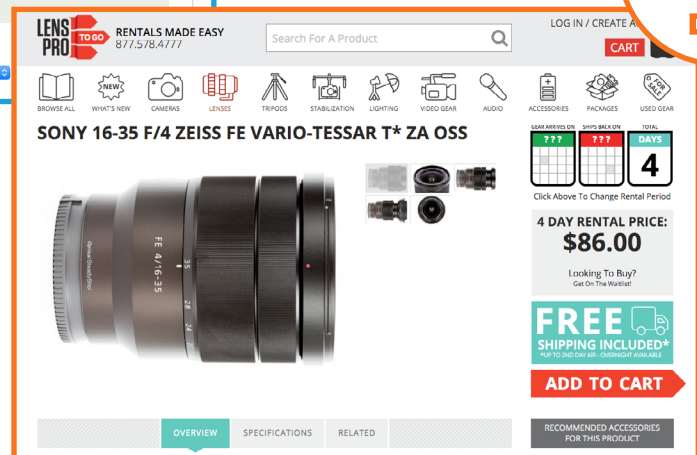 LENS
PRO TO GO
RENTALS MADE EASY
877.578.4777
Search For A Product
LOG IN / CREATE A
CART
NEW
FOR SALE
BROWSE ALL
WHAT'S NEW
CAMERAS
LENSES
TRIPODS
STABILIZATION
LIGHTING
VIDEO GEAR
AUDIO
ACCESSORIES
PACKAGES
USED GEAR
SONY 16-35 F/4 ZEISS FE VARIO-TESSAR T* ZA OSS
GEAR ARRIVES ON
SHIPS BACK ON
TOTAL
???
???
DAYS
4
Click Above To Change Rental Period
4 DAY RENTAL PRICE:
$86.00
Looking To Buy?
Get On The Waitlist!
Optical SteadyShot
FE 4/16-35
35
28
24
FREE
SHIPPING INCLUDED*
*UP TO 2ND DAY AIR - OVERNIGHT AVAILABLE
ADD TO CART
OVERVIEW
SPECIFICATIONS
RELATED
RECOMMENDED ACCESSORIES
FOR THIS PRODUCT